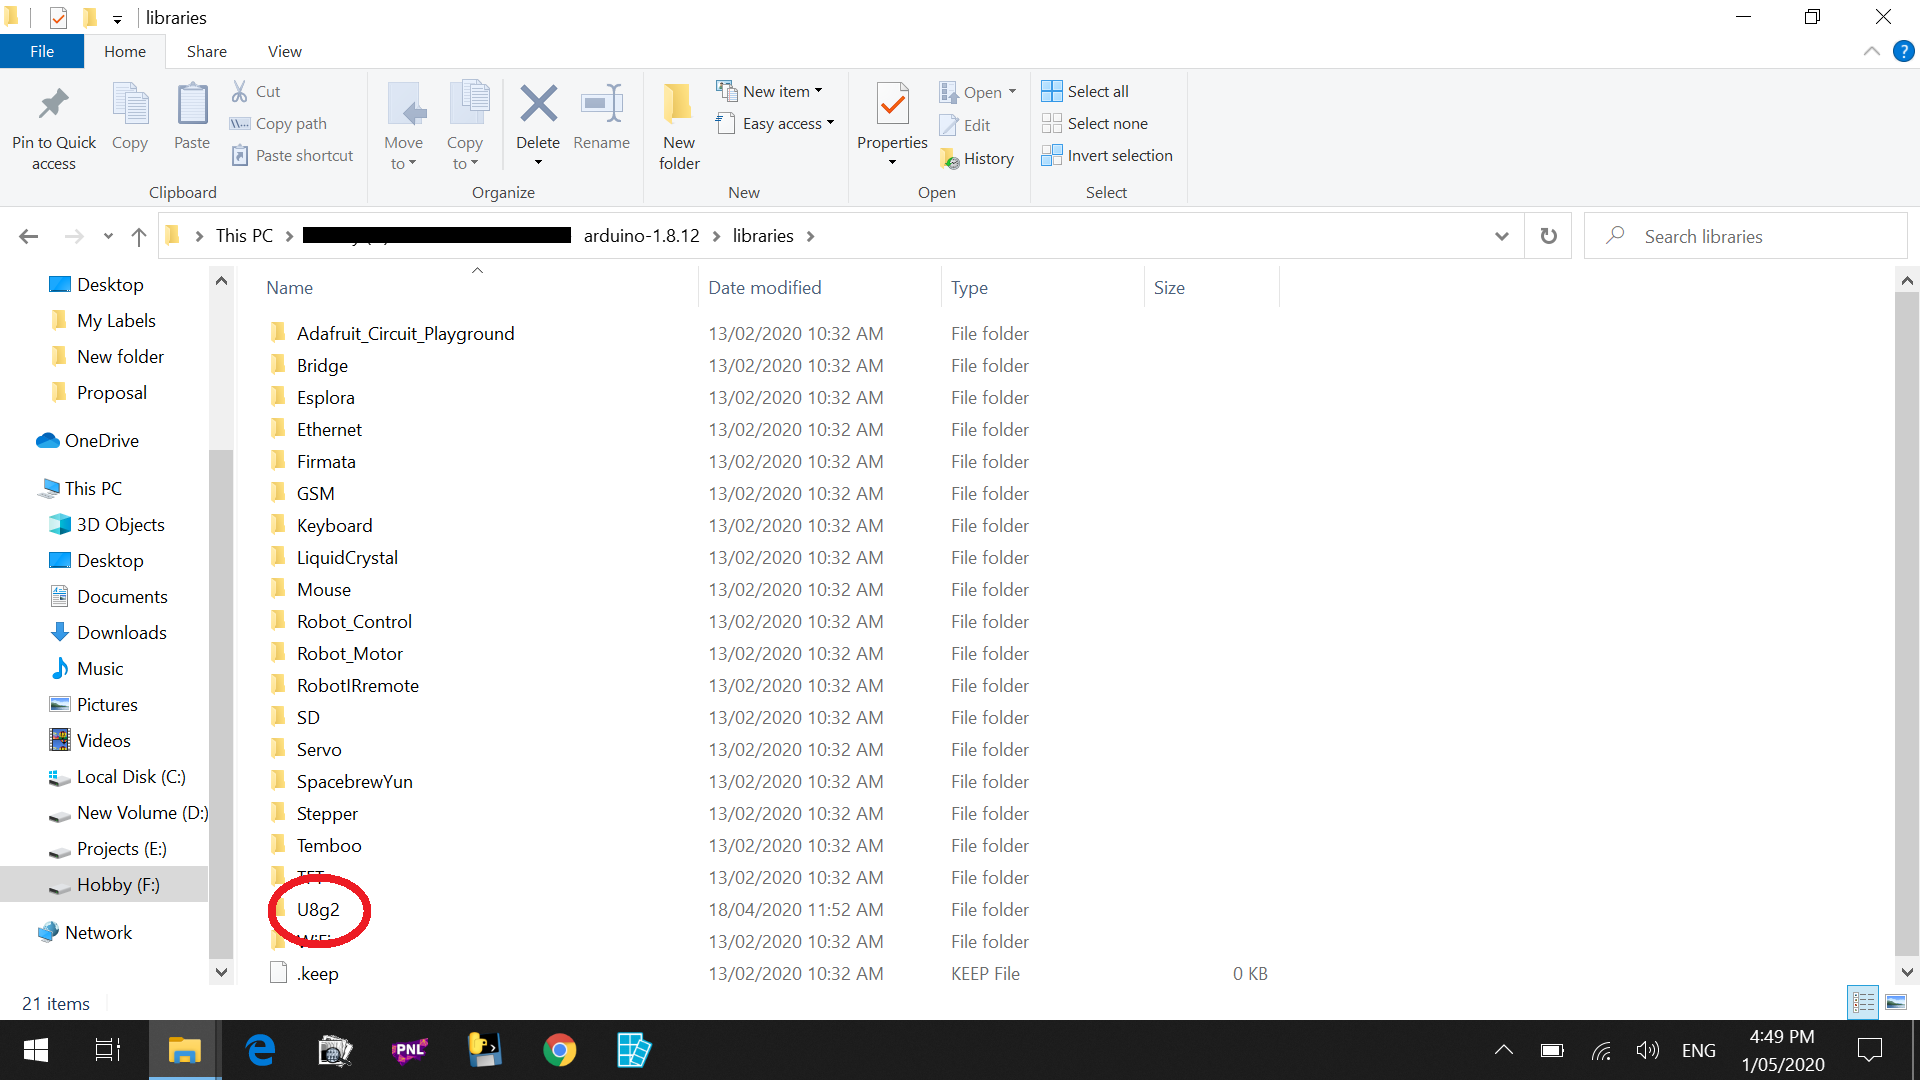 libraries
File Home Share View
Pin to Quick access
Copy
Paste
Cut
Copy path
Paste shortcut
Clipboard
Move to
Copy to
Delete
Rename
Organize
New folder
New item
Easy access
New
Properties
Open
Edit
History
Open
Select all
Select none
Invert selection
Select
This PC arduino-1.8.12 libraries
Search libraries
Desktop
My Labels
New folder
Proposal
OneDrive
This PC
3D Objects
Desktop
Documents
Downloads
Music
Pictures
Videos
Local Disk (C:)
New Volume (D:)
Projects (E:)
Hobby (F:)
Network
Name Date modified Type Size
Adafruit_Circuit_Playground 13/02/2020 10:32 AM File folder
Bridge 13/02/2020 10:32 AM File folder
Esplora 13/02/2020 10:32 AM File folder
Ethernet 13/02/2020 10:32 AM File folder
Firmata 13/02/2020 10:32 AM File folder
GSM 13/02/2020 10:32 AM File folder
Keyboard 13/02/2020 10:32 AM File folder
LiquidCrystal 13/02/2020 10:32 AM File folder
Mouse 13/02/2020 10:32 AM File folder
Robot_Control 13/02/2020 10:32 AM File folder
Robot_Motor 13/02/2020 10:32 AM File folder
RobotIRremote 13/02/2020 10:32 AM File folder
SD 13/02/2020 10:32 AM File folder
Servo 13/02/2020 10:32 AM File folder
SpacebrewYun 13/02/2020 10:32 AM File folder
Stepper 13/02/2020 10:32 AM File folder
Temboo 13/02/2020 10:32 AM File folder
TFT 13/02/2020 10:32 AM File folder
U8g2 18/04/2020 11:52 AM File folder
WiFi 13/02/2020 10:32 AM File folder
.keep 13/02/2020 10:32 AM KEEP File 0 KB
21 items
PNL
ENG
4:49 PM
1/05/2020